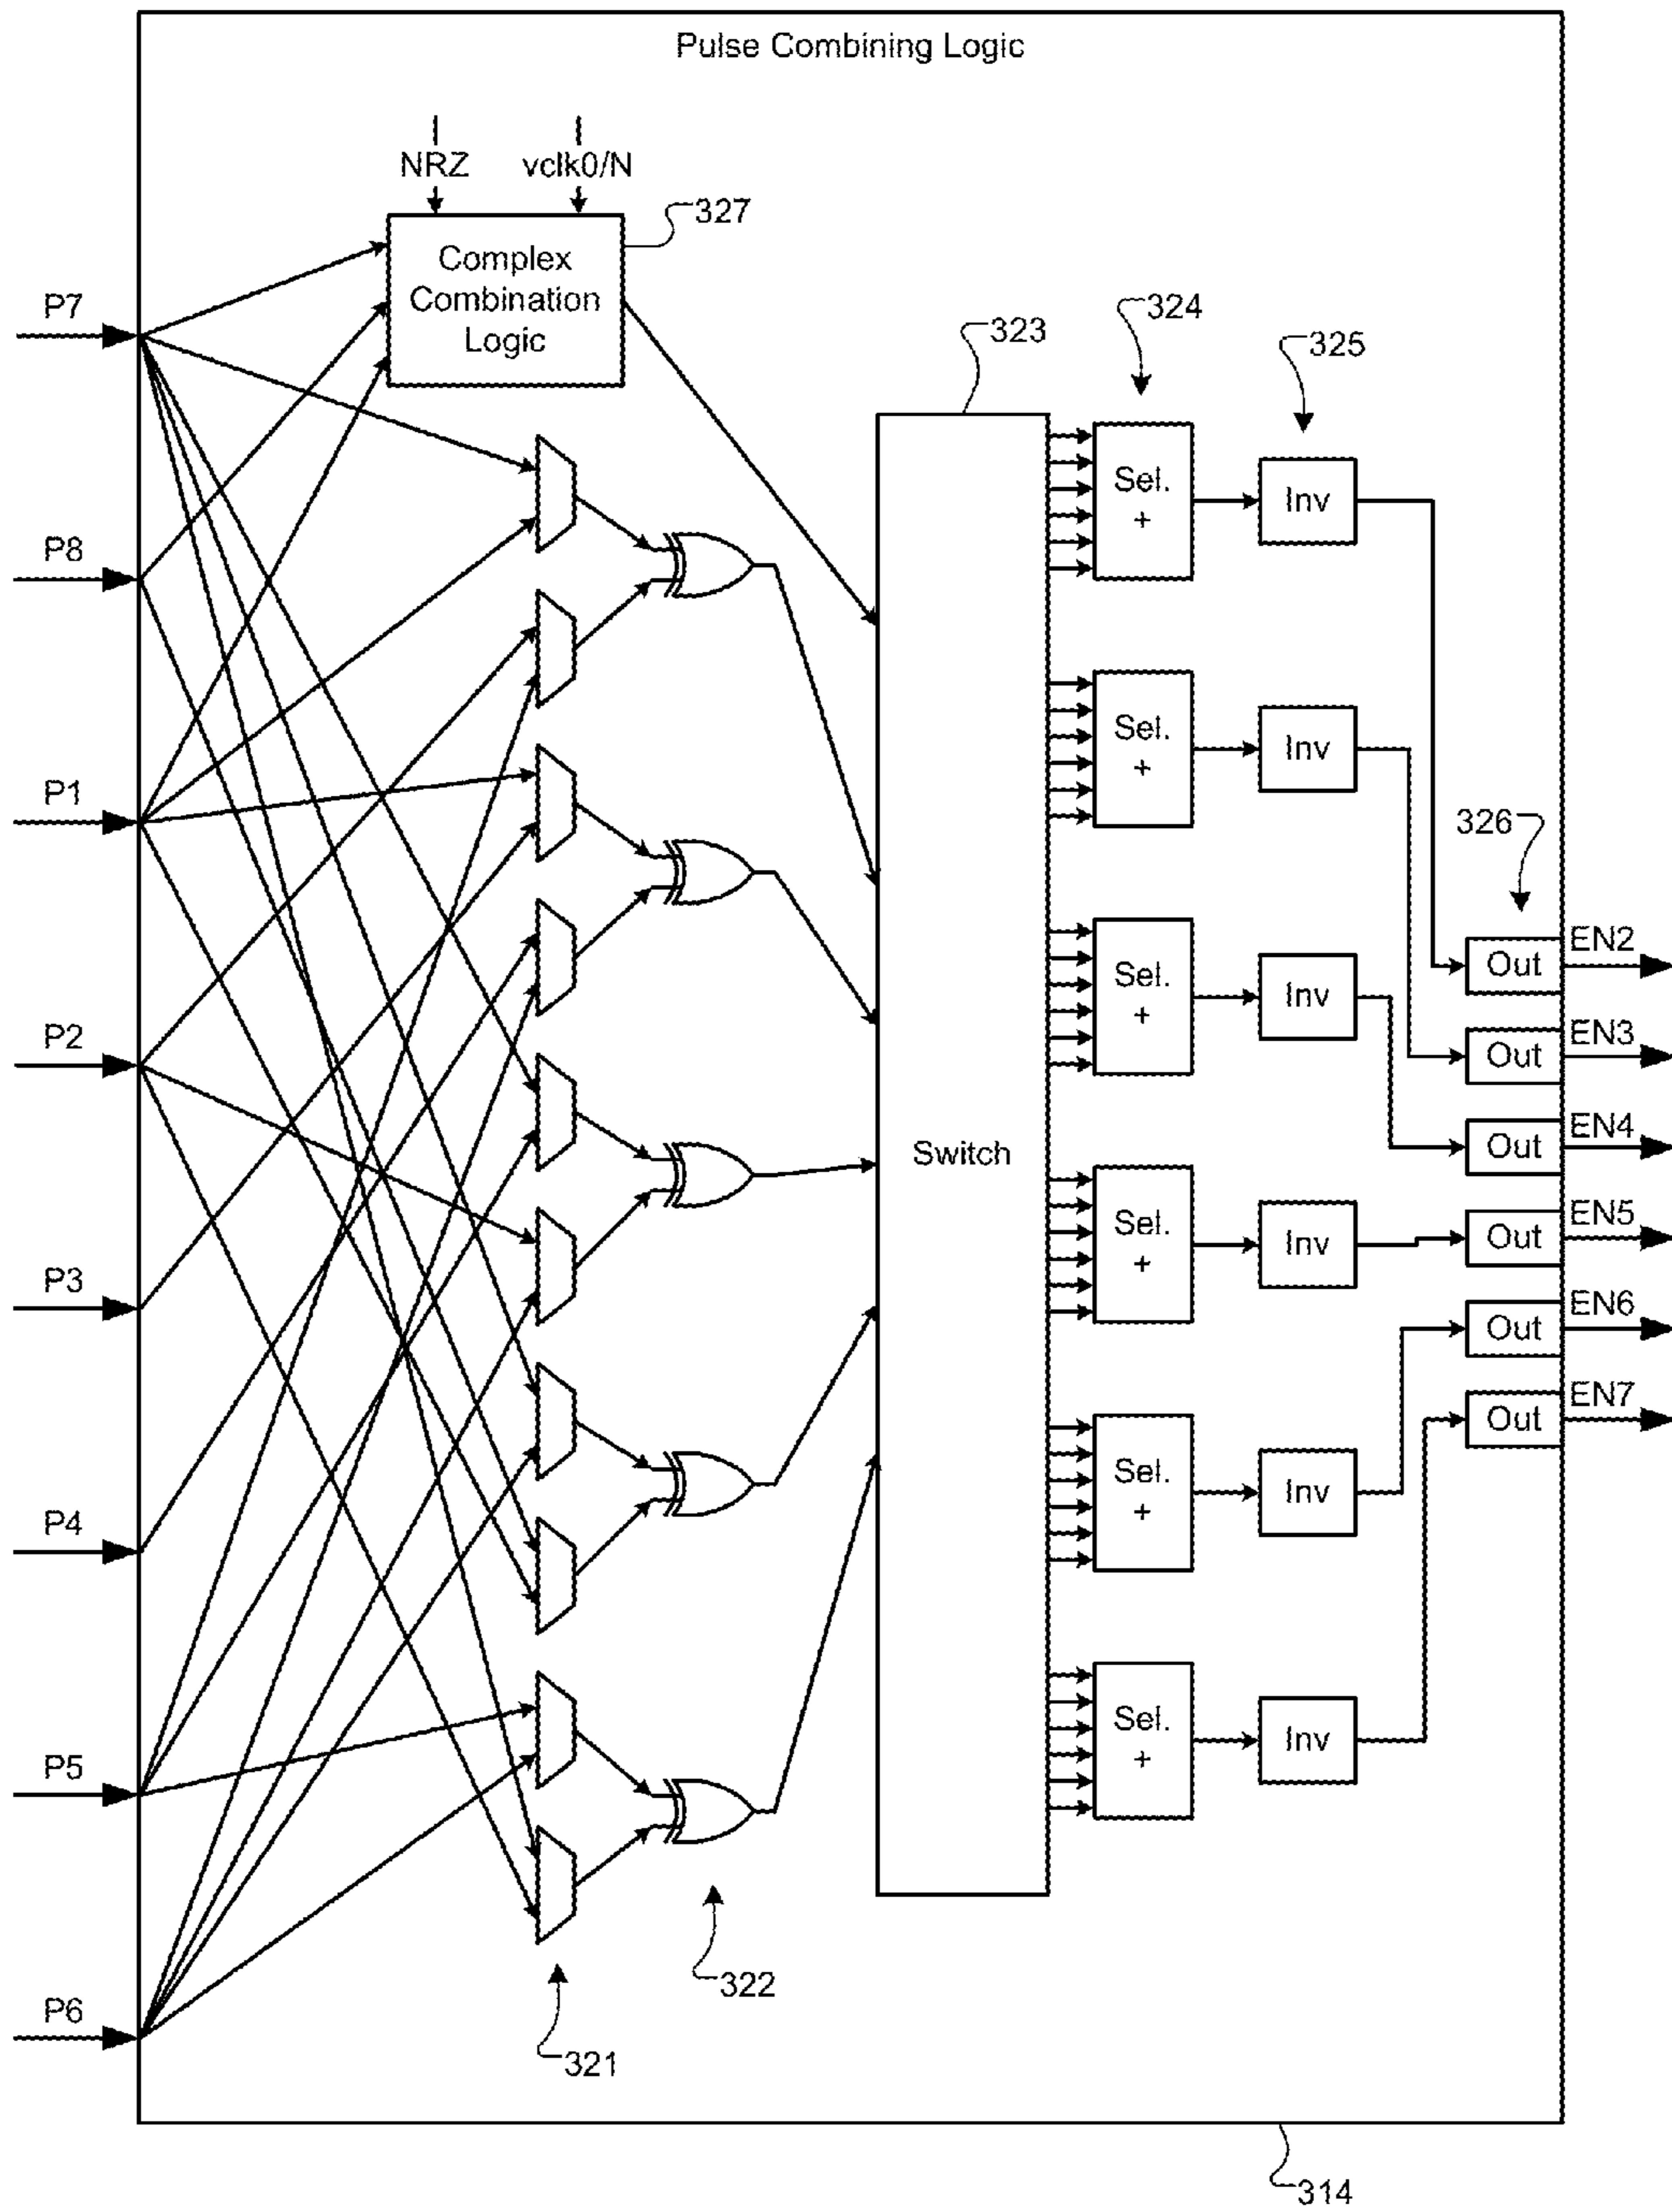 Pulse Combining Logic
NRZ
vclk0/N
327
Complex
Combination
Logic
P7
P8
P1
P2
P3
P4
P5
P6
323
324
325
326
Switch
Sel.
+
Inv
Sel.
+
Inv
Sel.
+
Inv
Sel.
+
Inv
Sel.
+
Inv
Sel.
+
Inv
Out
EN2
Out
EN3
Out
EN4
Out
EN5
Out
EN6
Out
EN7
322
321
314